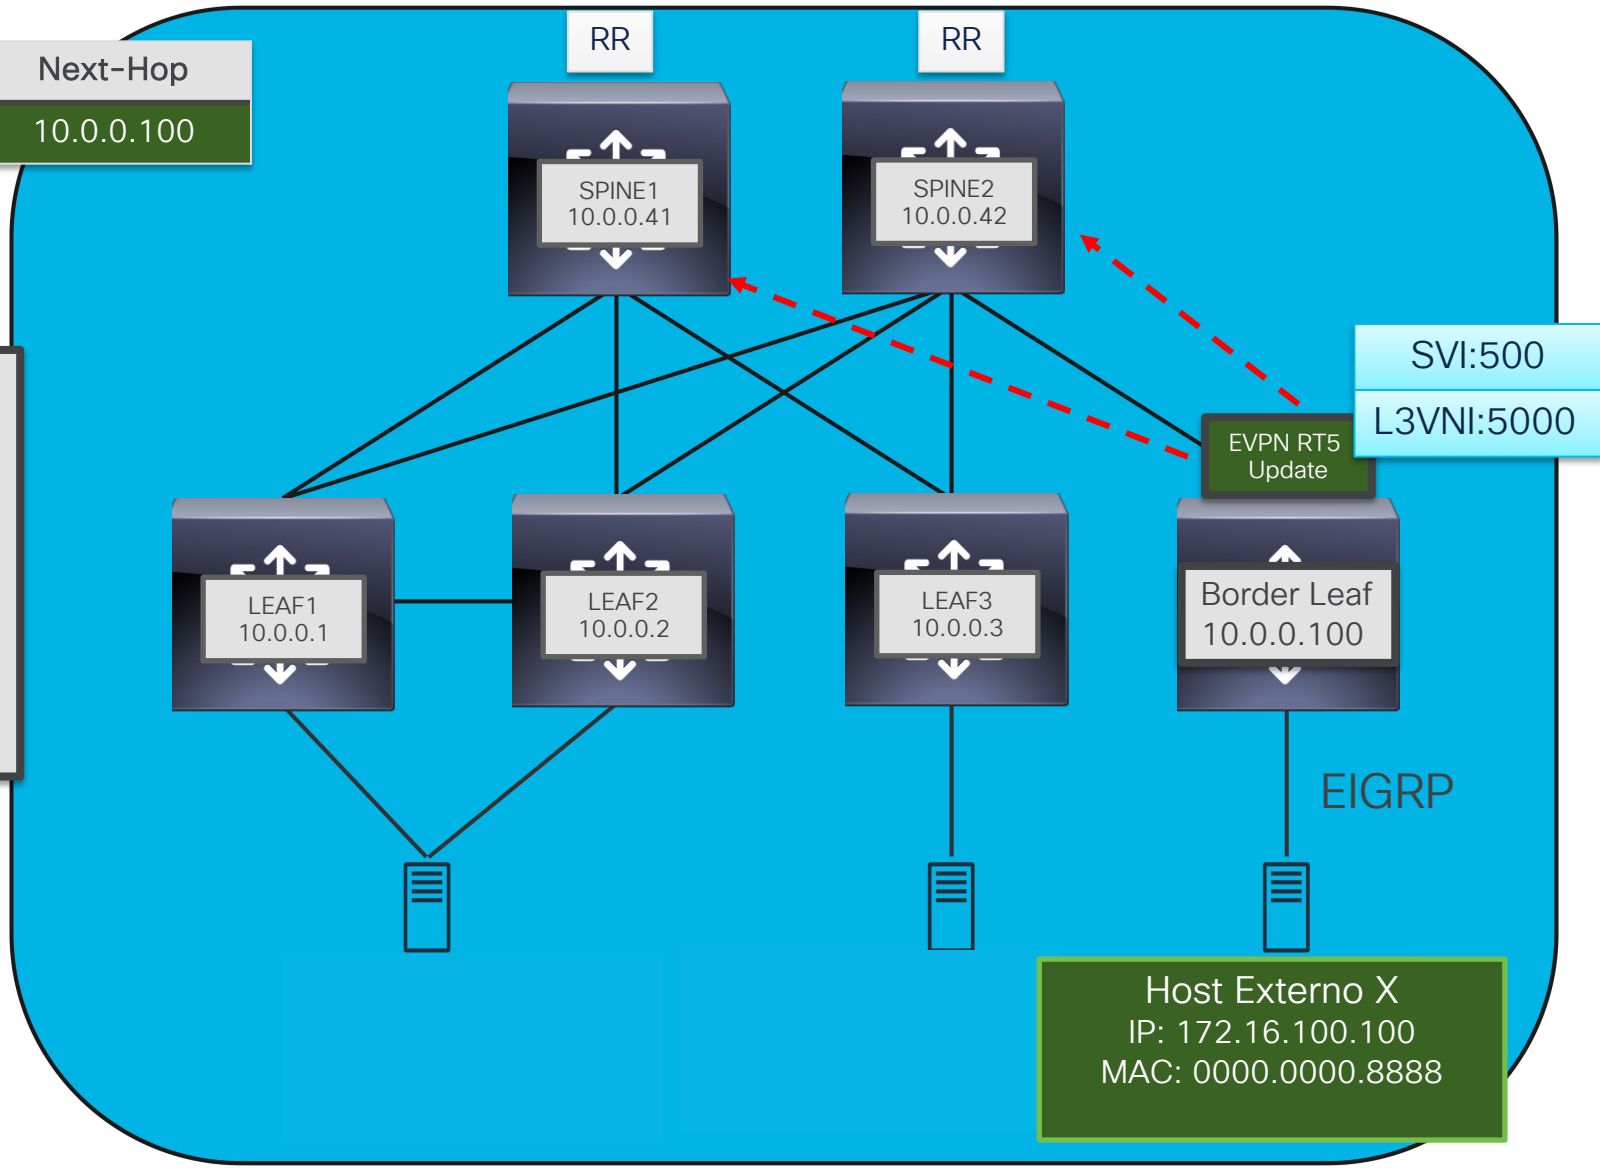 RR
RR
Next-Hop
10.0.0.100
SPINE1
10.0.0.41
SPINE2
10.0.0.42
SVI:500
L3VNI:5000
EVPN RT5
Update
LEAF1
10.0.0.1
LEAF2
10.0.0.2
LEAF3
10.0.0.3
Border Leaf
10.0.0.100
EIGRP
Host Externo X
IP: 172.16.100.100
MAC: 0000.0000.8888